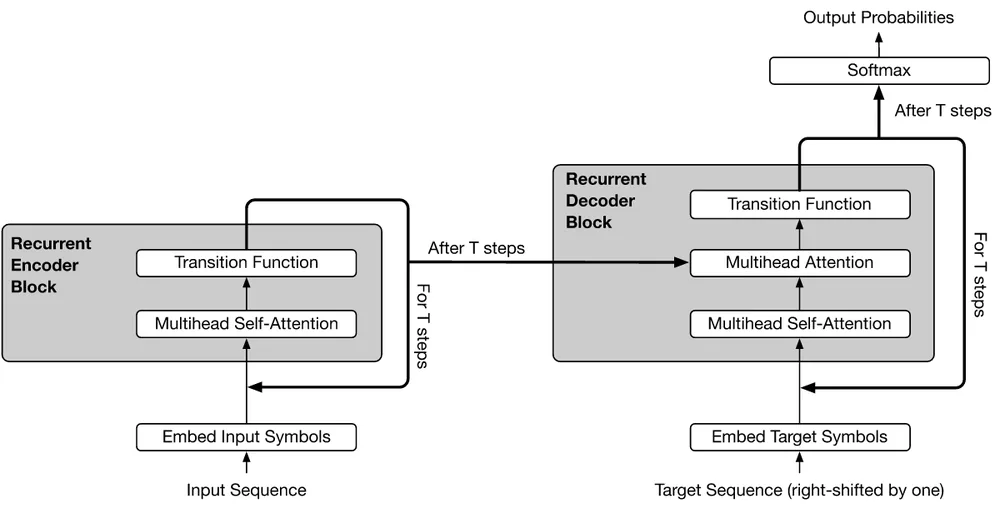 Output Probabilities
Softmax
After T steps
Recurrent
Decoder
Block
Transition Function
Multihead Attention
Multihead Self-Attention
For T steps
Embed Target Symbols
Target Sequence (right-shifted by one)
After T steps
Recurrent
Encoder
Block
Transition Function
Multihead Self-Attention
For T steps
Embed Input Symbols
Input Sequence